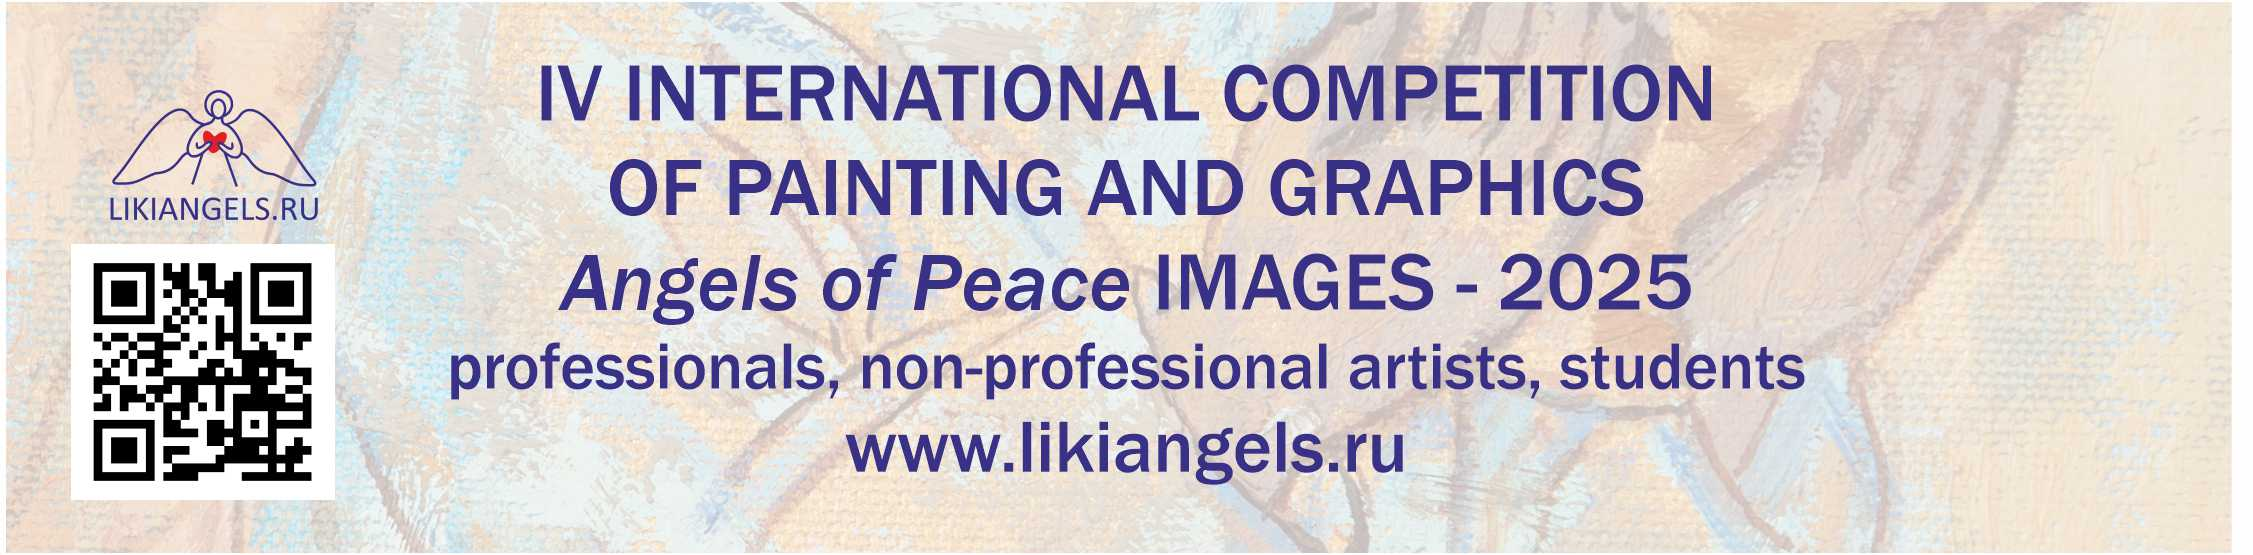 LIKIANGELS.RU
IV INTERNATIONAL COMPETITION
OF PAINTING AND GRAPHICS
Angels of Peace IMAGES - 2025
professionals, non-professional artists, students
www.likiangels.ru